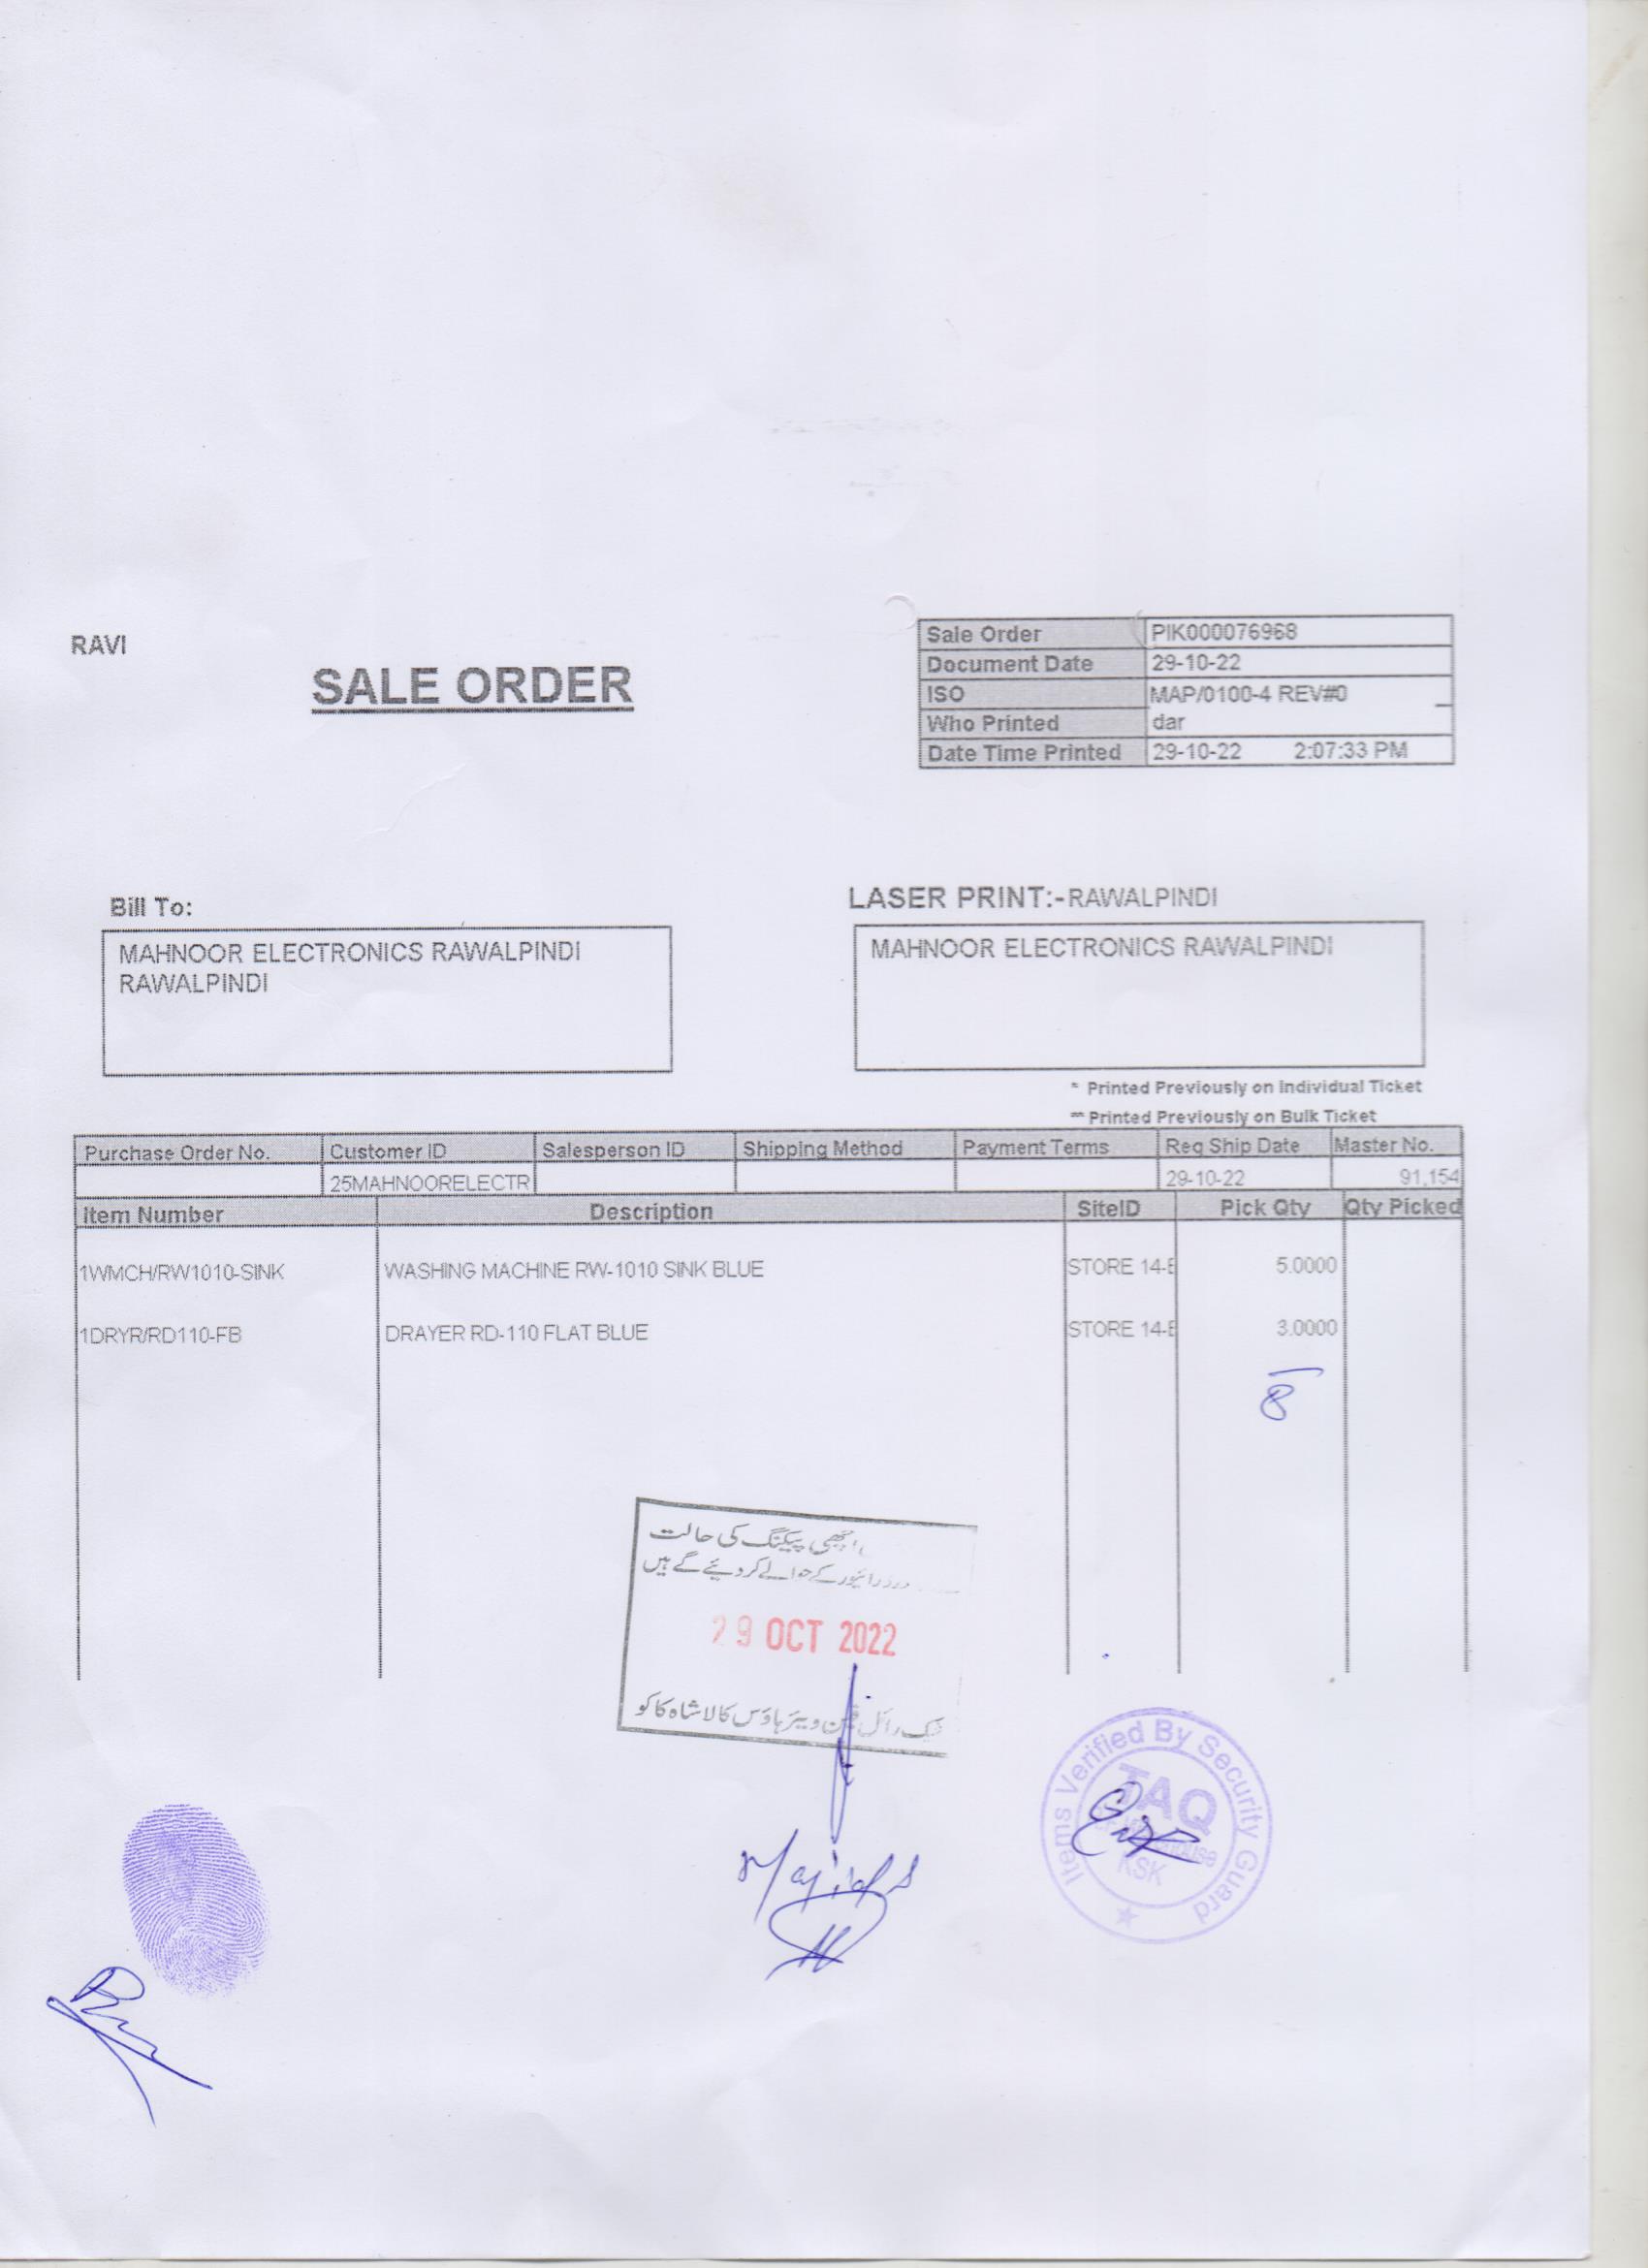 RAVI
SALE ORDER
Sale Order PIK000076968
Document Date 29-10-22
ISO MAP/0100-4 REV#0
Who Printed dar
Date Time Printed 29-10-22 2:07:33 PM
Bill To:
MAHNOOR ELECTRONICS RAWALPINDI
RAWALPINDI
LASER PRINT:-RAWALPINDI
MAHNOOR ELECTRONICS RAWALPINDI
* Printed Previously on Individual Ticket
** Printed Previously on Bulk Ticket
Purchase Order No. Customer ID Salesperson ID Shipping Method Payment Terms Req Ship Date Master No.
25MAHNOORELECTR 29-10-22 91,154
Item Number Description SiteID Pick Qty Qty Picked
1WMCH/RW1010-SINK WASHING MACHINE RW-1010 SINK BLUE STORE 14-E 5.0000
1DRYR/RD110-FB DRAYER RD-110 FLAT BLUE STORE 14-E 3.0000
8
اچھی پیکنگ کی حالت
ڈرائیور کے حوالے کر دیئے گے ہیں
29 OCT 2022
رائل فین ویئر ہاؤس کالا شاہ کاکو
Majid
Items Verified By Security Guard
TAQ
KSK